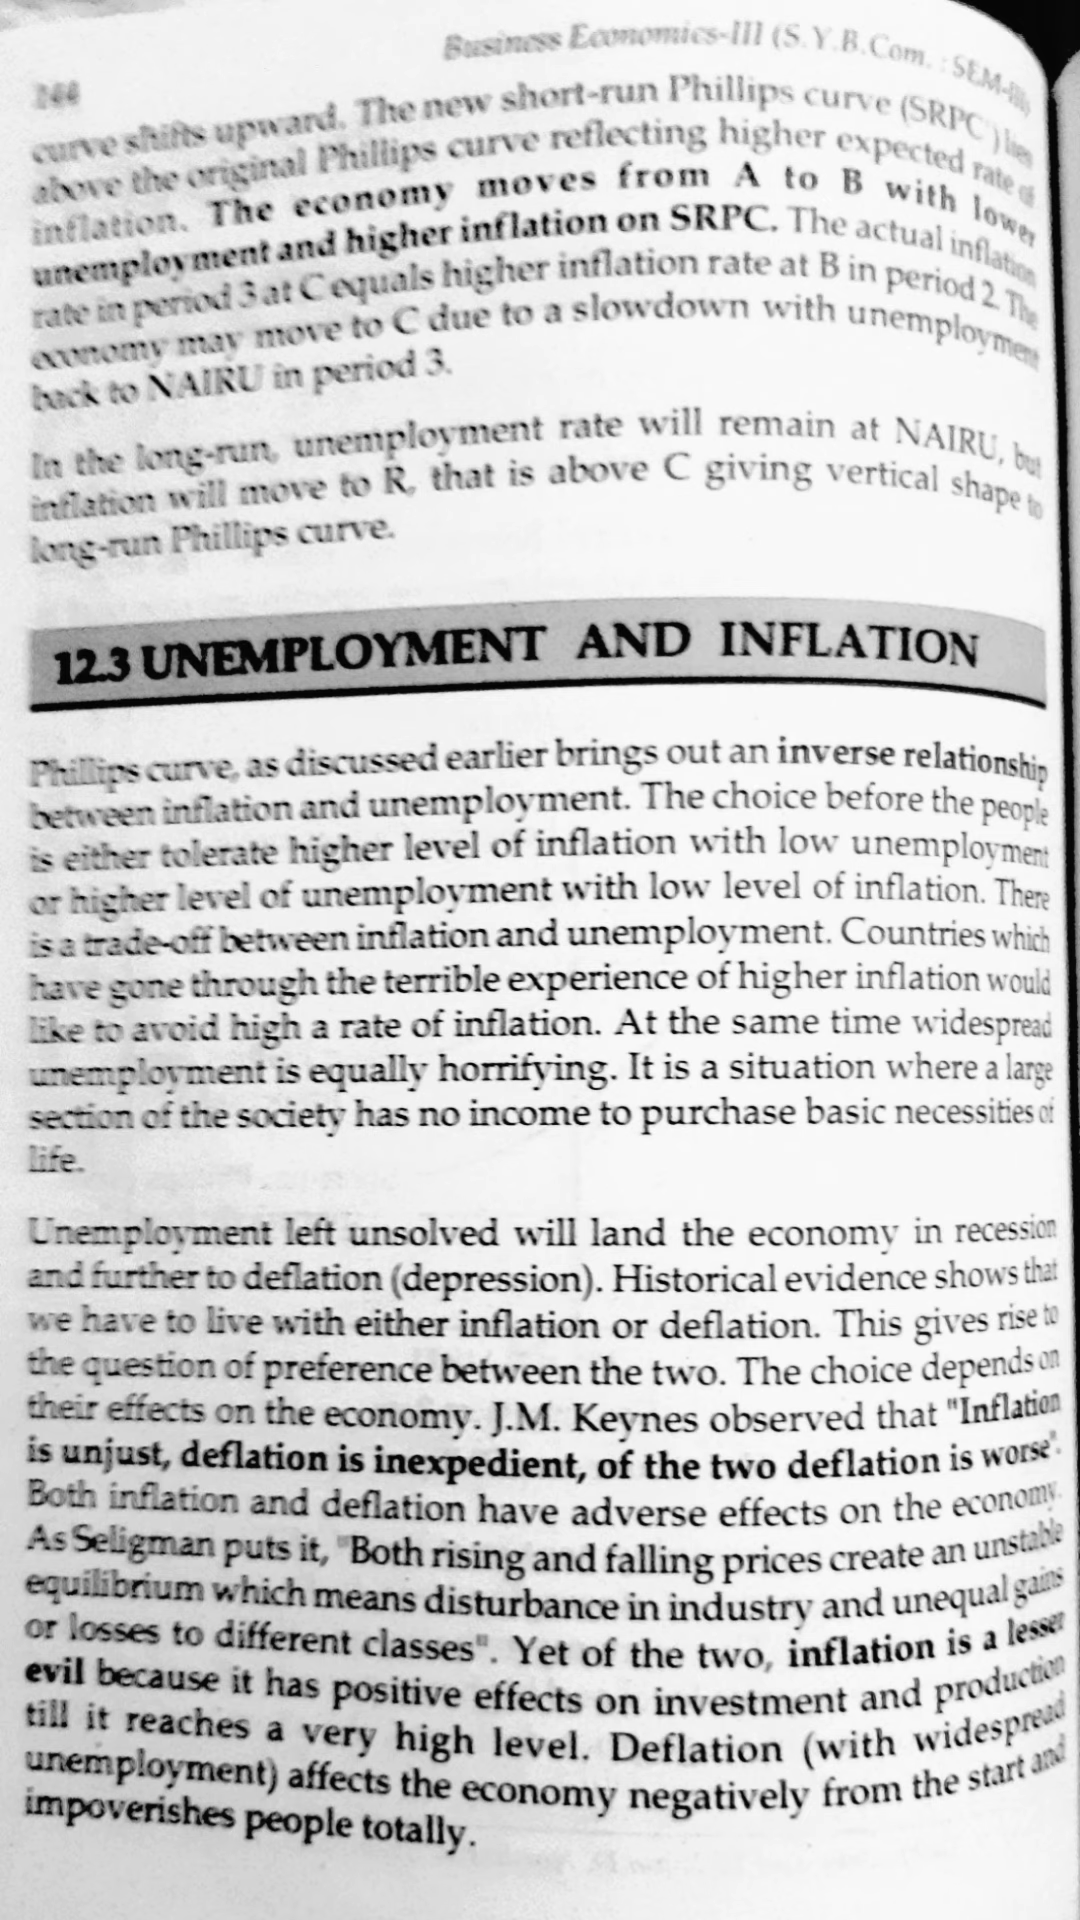 Business Economics-III (S.Y.B.Com. : SEM-III)
144
curve shifts upward. The new short-run Phillips curve (SRPC') lies
above the original Phillips curve reflecting higher expected rate of
inflation. The economy moves from A to B with lower
unemployment and higher inflation on SRPC. The actual inflation
rate in period 3 at C equals higher inflation rate at B in period 2. The
economy may move to C due to a slowdown with unemployment
back to NAIRU in period 3.
In the long-run, unemployment rate will remain at NAIRU, but
inflation will move to R, that is above C giving vertical shape to
long-run Phillips curve.
12.3 UNEMPLOYMENT AND INFLATION
Phillips curve, as discussed earlier brings out an inverse relationship
between inflation and unemployment. The choice before the people
is either tolerate higher level of inflation with low unemployment
or higher level of unemployment with low level of inflation. There
is a trade-off between inflation and unemployment. Countries which
have gone through the terrible experience of higher inflation would
like to avoid high a rate of inflation. At the same time widespread
unemployment is equally horrifying. It is a situation where a large
section of the society has no income to purchase basic necessities of
life.
Unemployment left unsolved will land the economy in recession
and further to deflation (depression). Historical evidence shows that
we have to live with either inflation or deflation. This gives rise to
the question of preference between the two. The choice depends on
their effects on the economy. J.M. Keynes observed that "Inflation
is unjust, deflation is inexpedient, of the two deflation is worse".
Both inflation and deflation have adverse effects on the economy.
As Seligman puts it, "Both rising and falling prices create an unstable
equilibrium which means disturbance in industry and unequal gains
or losses to different classes". Yet of the two, inflation is a lesser
evil because it has positive effects on investment and production
till it reaches a very high level. Deflation (with widespread
unemployment) affects the economy negatively from the start and
impoverishes people totally.